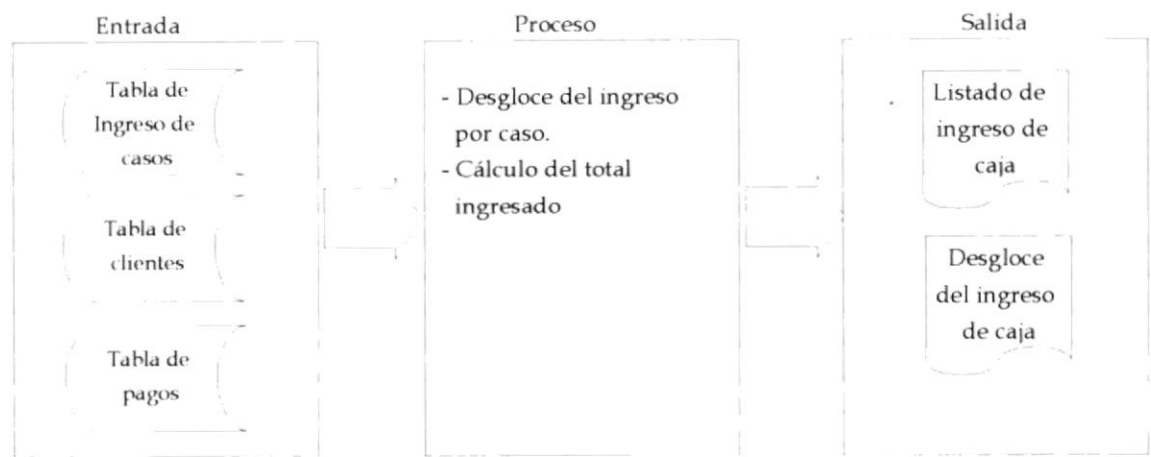 Entrada
Tabla de
Ingreso de
casos
Tabla de
clientes
Tabla de
pagos
Proceso
- Desgloce del ingreso
por caso.
- Cálculo del total
ingresado
Salida
Listado de
ingreso de
caja
Desgloce
del ingreso
de caja